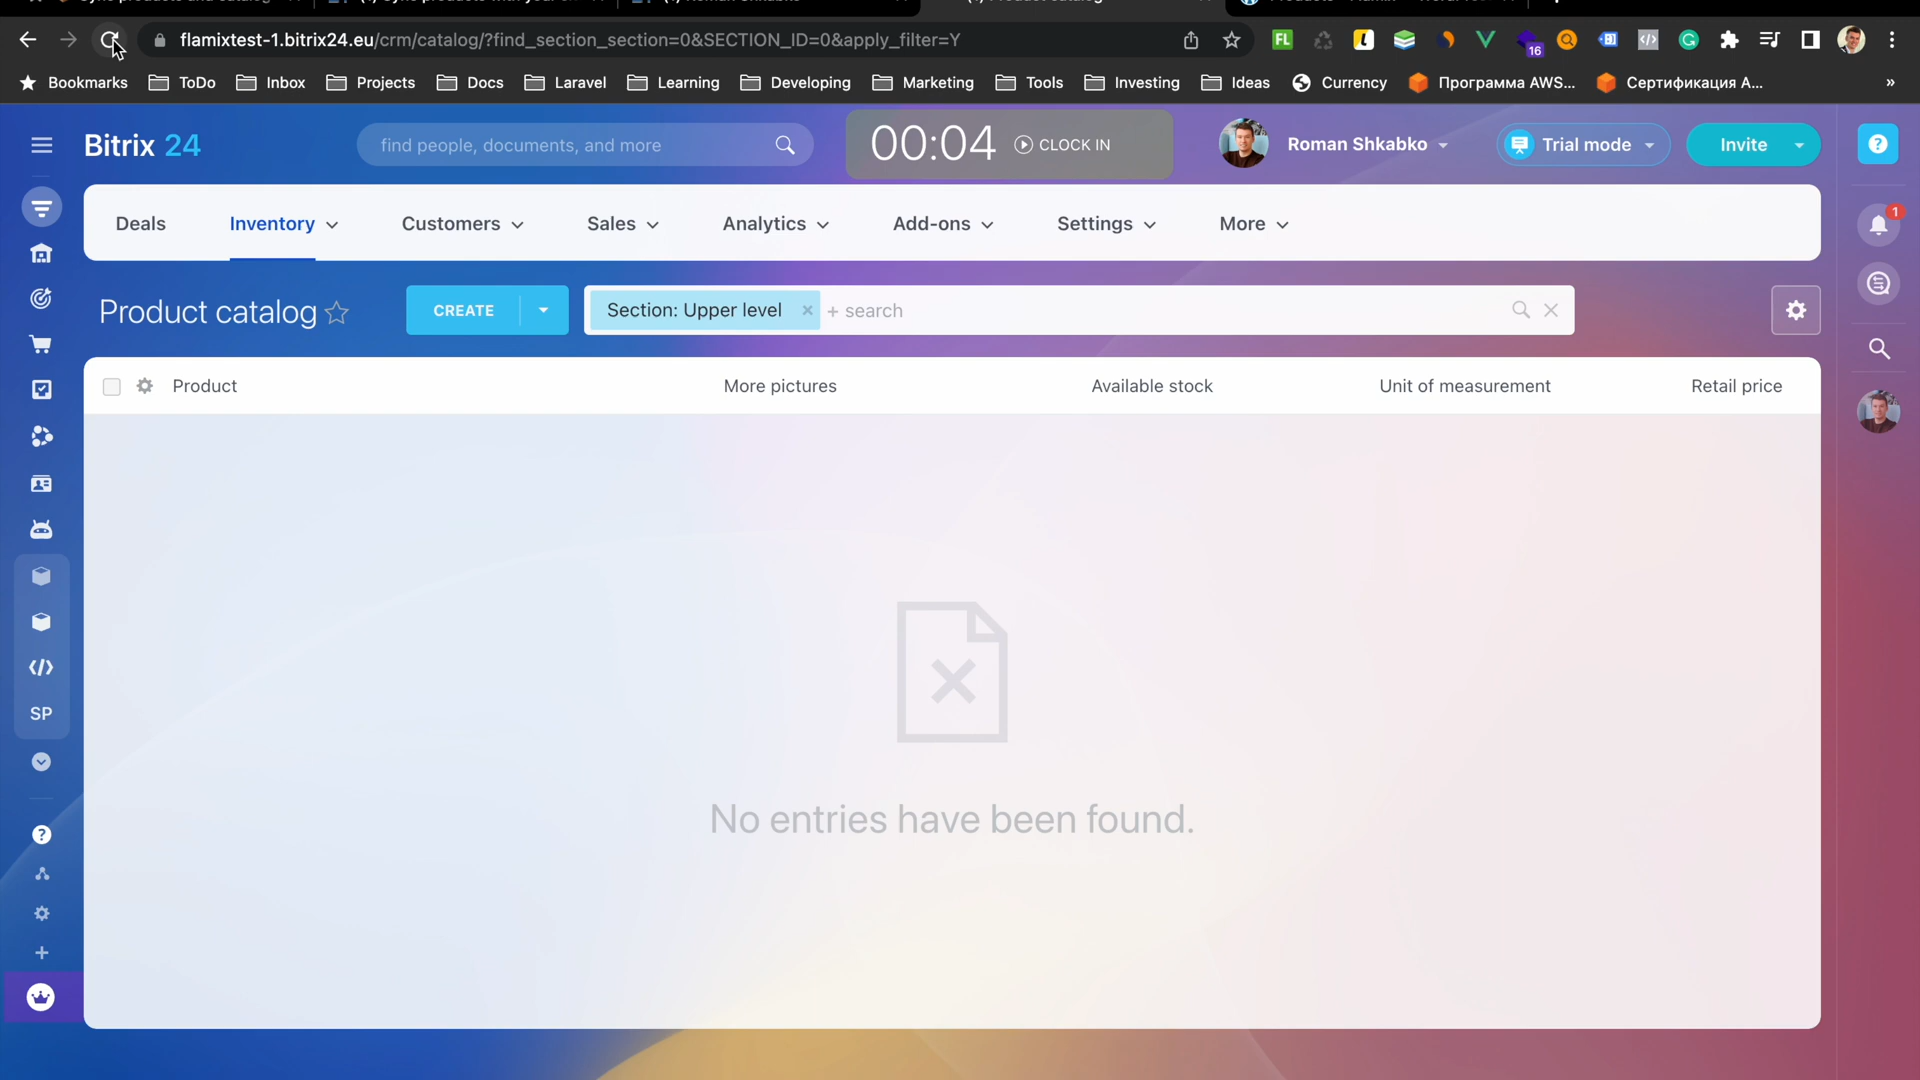 flamixtest-1.bitrix24.eu/crm/catalog/?find_section_section=0&SECTION_ID=0&apply_filter=Y
FL
16
Bookmarks ToDo Inbox Projects Docs Laravel Learning Developing Marketing Tools Investing Ideas Currency Программа AWS... Сертификация А... »
Bitrix 24
find people, documents, and more
00:04 CLOCK IN
Roman Shkabko
Trial mode
Invite
?
Deals Inventory Customers Sales Analytics Add-ons Settings More
1
Product catalog
CREATE
Section: Upper level × + search
Product More pictures Available stock Unit of measurement Retail price
No entries have been found.
SP
?